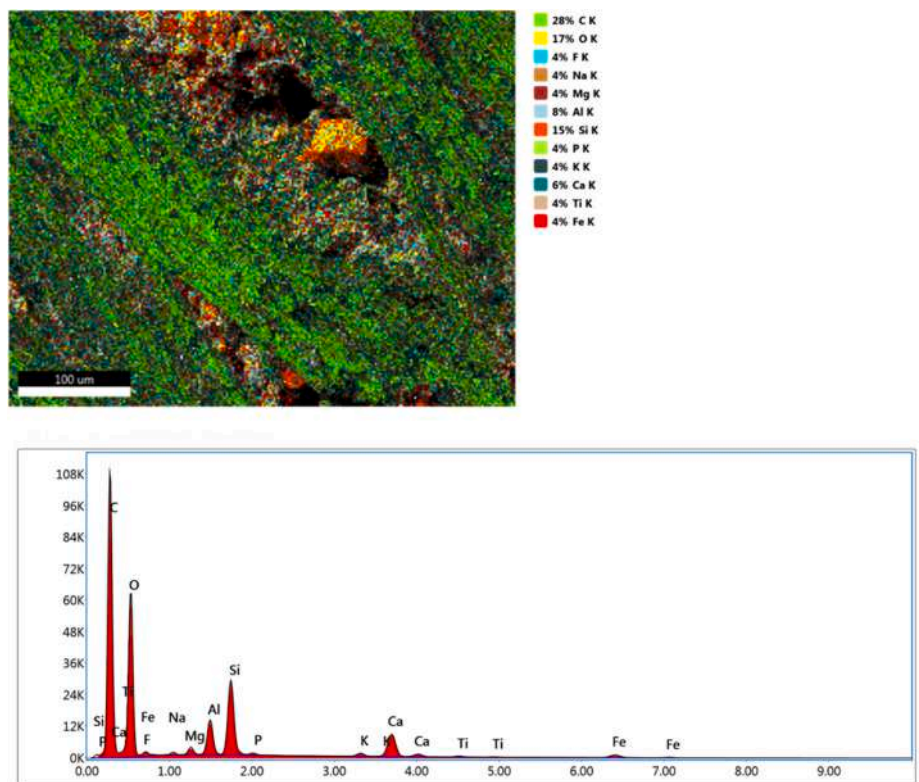 28% C K
17% O K
4% F K
4% Na K
4% Mg K
8% Al K
15% Si K
4% P K
4% K K
6% Ca K
4% Ti K
4% Fe K
100 um
108K
96K
84K
72K
60K
48K
36K
24K
12K
0K
C
O
Ti
Si
Ca
Fe
F
Na
Mg
Al
Si
P
K
K
Ca
Ca
Ti
Ti
Fe
Fe
0.00 1.00 2.00 3.00 4.00 5.00 6.00 7.00 8.00 9.00